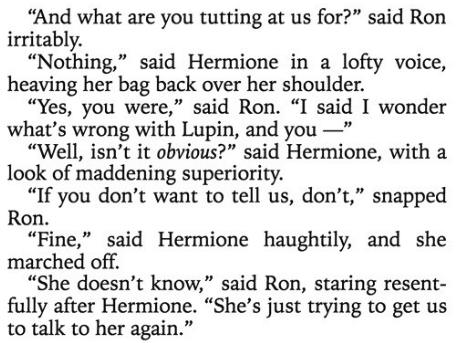 “And what are you tutting at us for?” said Ron
irritably.
“Nothing,” said Hermione in a lofty voice,
heaving her bag back over her shoulder.
“Yes, you were,” said Ron. “I said I wonder
what’s wrong with Lupin, and you —”
“Well, isn’t it obvious?” said Hermione, with a
look of maddening superiority.
“If you don’t want to tell us, don’t,” snapped
Ron.
“Fine,” said Hermione haughtily, and she
marched off.
“She doesn’t know,” said Ron, staring resent-
fully after Hermione. “She’s just trying to get us
to talk to her again.”